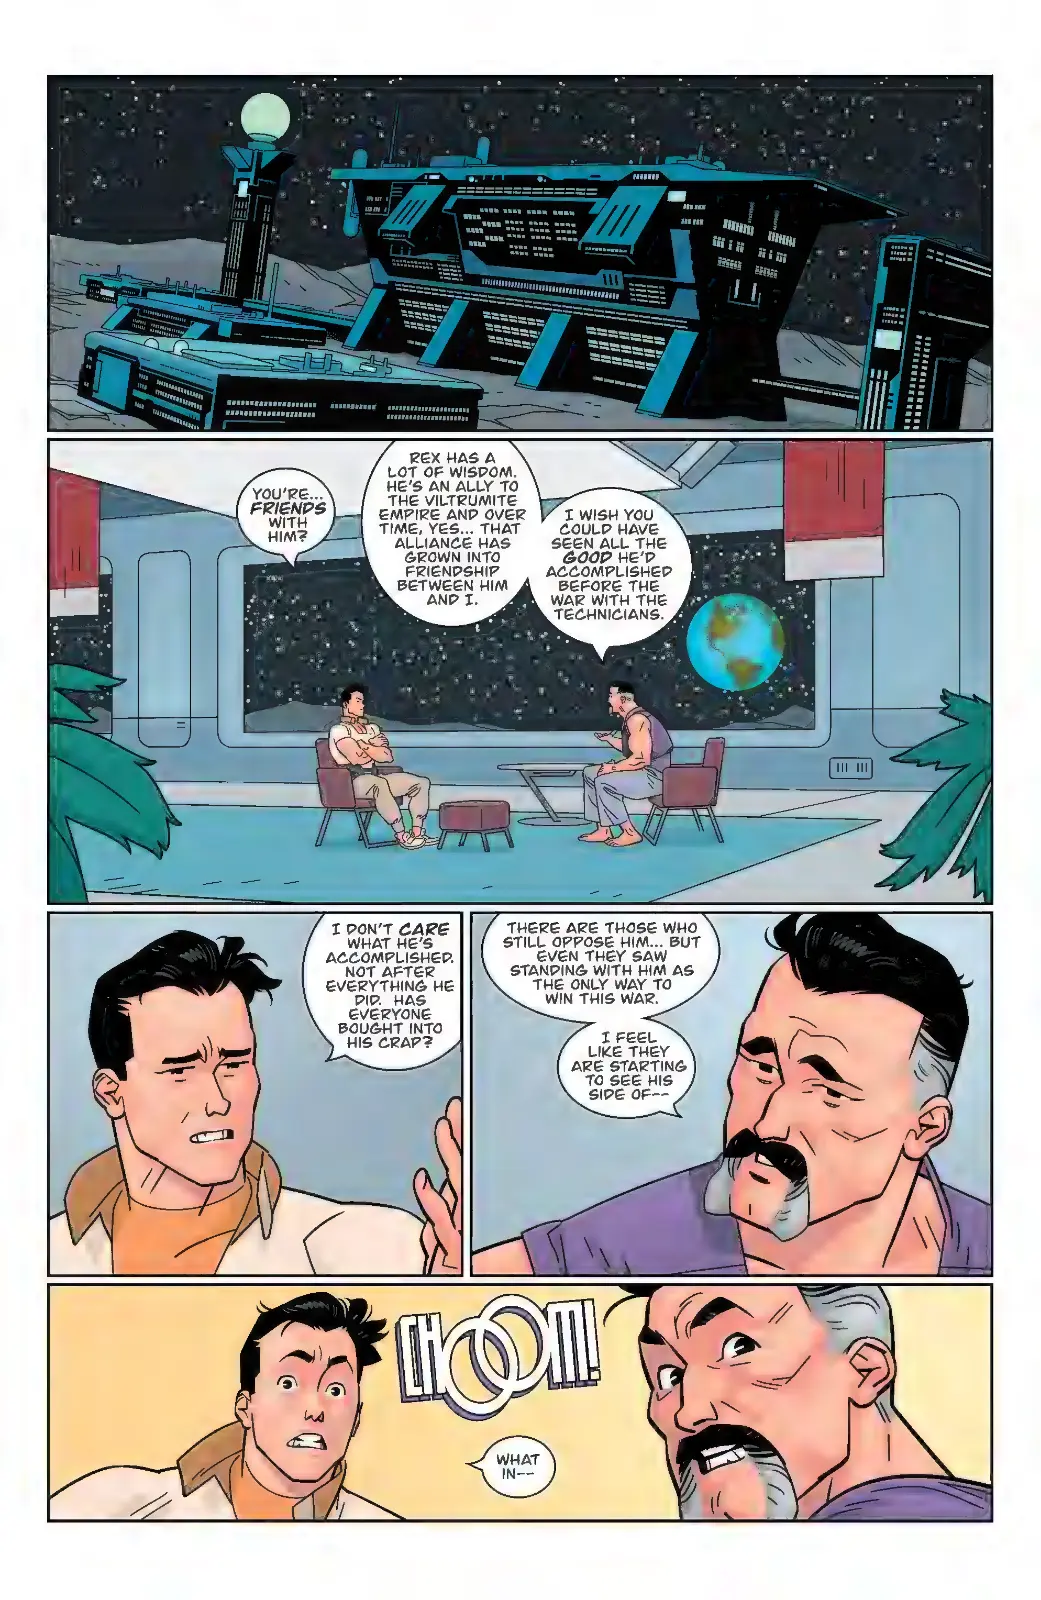 YOU'RE...
FRIENDS
WITH
HIM?
REX HAS A
LOT OF WISDOM.
HE'S AN ALLY TO
THE VILTRUMITE
EMPIRE AND OVER
TIME, YES... THAT
ALLIANCE HAS
GROWN INTO
FRIENDSHIP
BETWEEN HIM
AND I.
I WISH YOU
COULD HAVE
SEEN ALL THE
GOOD HE'D
ACCOMPLISHED
BEFORE THE
WAR WITH THE
TECHNICIANS.
I DON'T CARE
WHAT HE'S
ACCOMPLISHED.
NOT AFTER
EVERYTHING HE
DID. HAS
EVERYONE
BOUGHT INTO
HIS CRAP?
THERE ARE THOSE WHO
STILL OPPOSE HIM... BUT
EVEN THEY SAW
STANDING WITH HIM AS
THE ONLY WAY TO
WIN THIS WAR.
I FEEL
LIKE THEY
ARE STARTING
TO SEE HIS
SIDE OF--
CHOOM!
WHAT
IN--